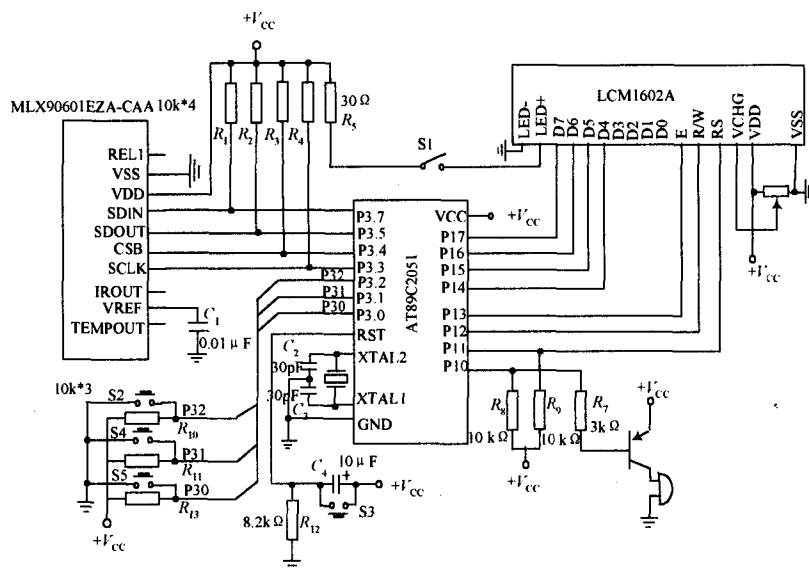 +VCC
MLX90601EZA-CAA 10k*4
REL1
VSS
VDD
SDIN
SDOUT
CSB
SCLK
IROUT
VREF
TEMPOUT
R1
R2
R3
R4
R5
30Ω
S1
LCM1602A
LED-
LED+
D7
D6
D5
D4
D3
D2
D1
D0
E
R/W
RS
VCHG
VDD
VSS
+VCC
C1
0.01μF
P32
P31
P30
AT89C2051
P3.7
P3.5
P3.4
P3.3
P3.2
P3.1
P3.0
RST
XTAL2
XTAL1
GND
VCC
+VCC
P17
P16
P15
P14
P13
P12
P11
P10
C2
30pF
30pF
C3
10k*3
S2
P32
R10
S4
P31
R11
S5
P30
R13
+VCC
C4
10μF
+
S3
+VCC
8.2kΩ
R12
R8
10kΩ
R9
10kΩ
+VCC
R7
3kΩ
+VCC